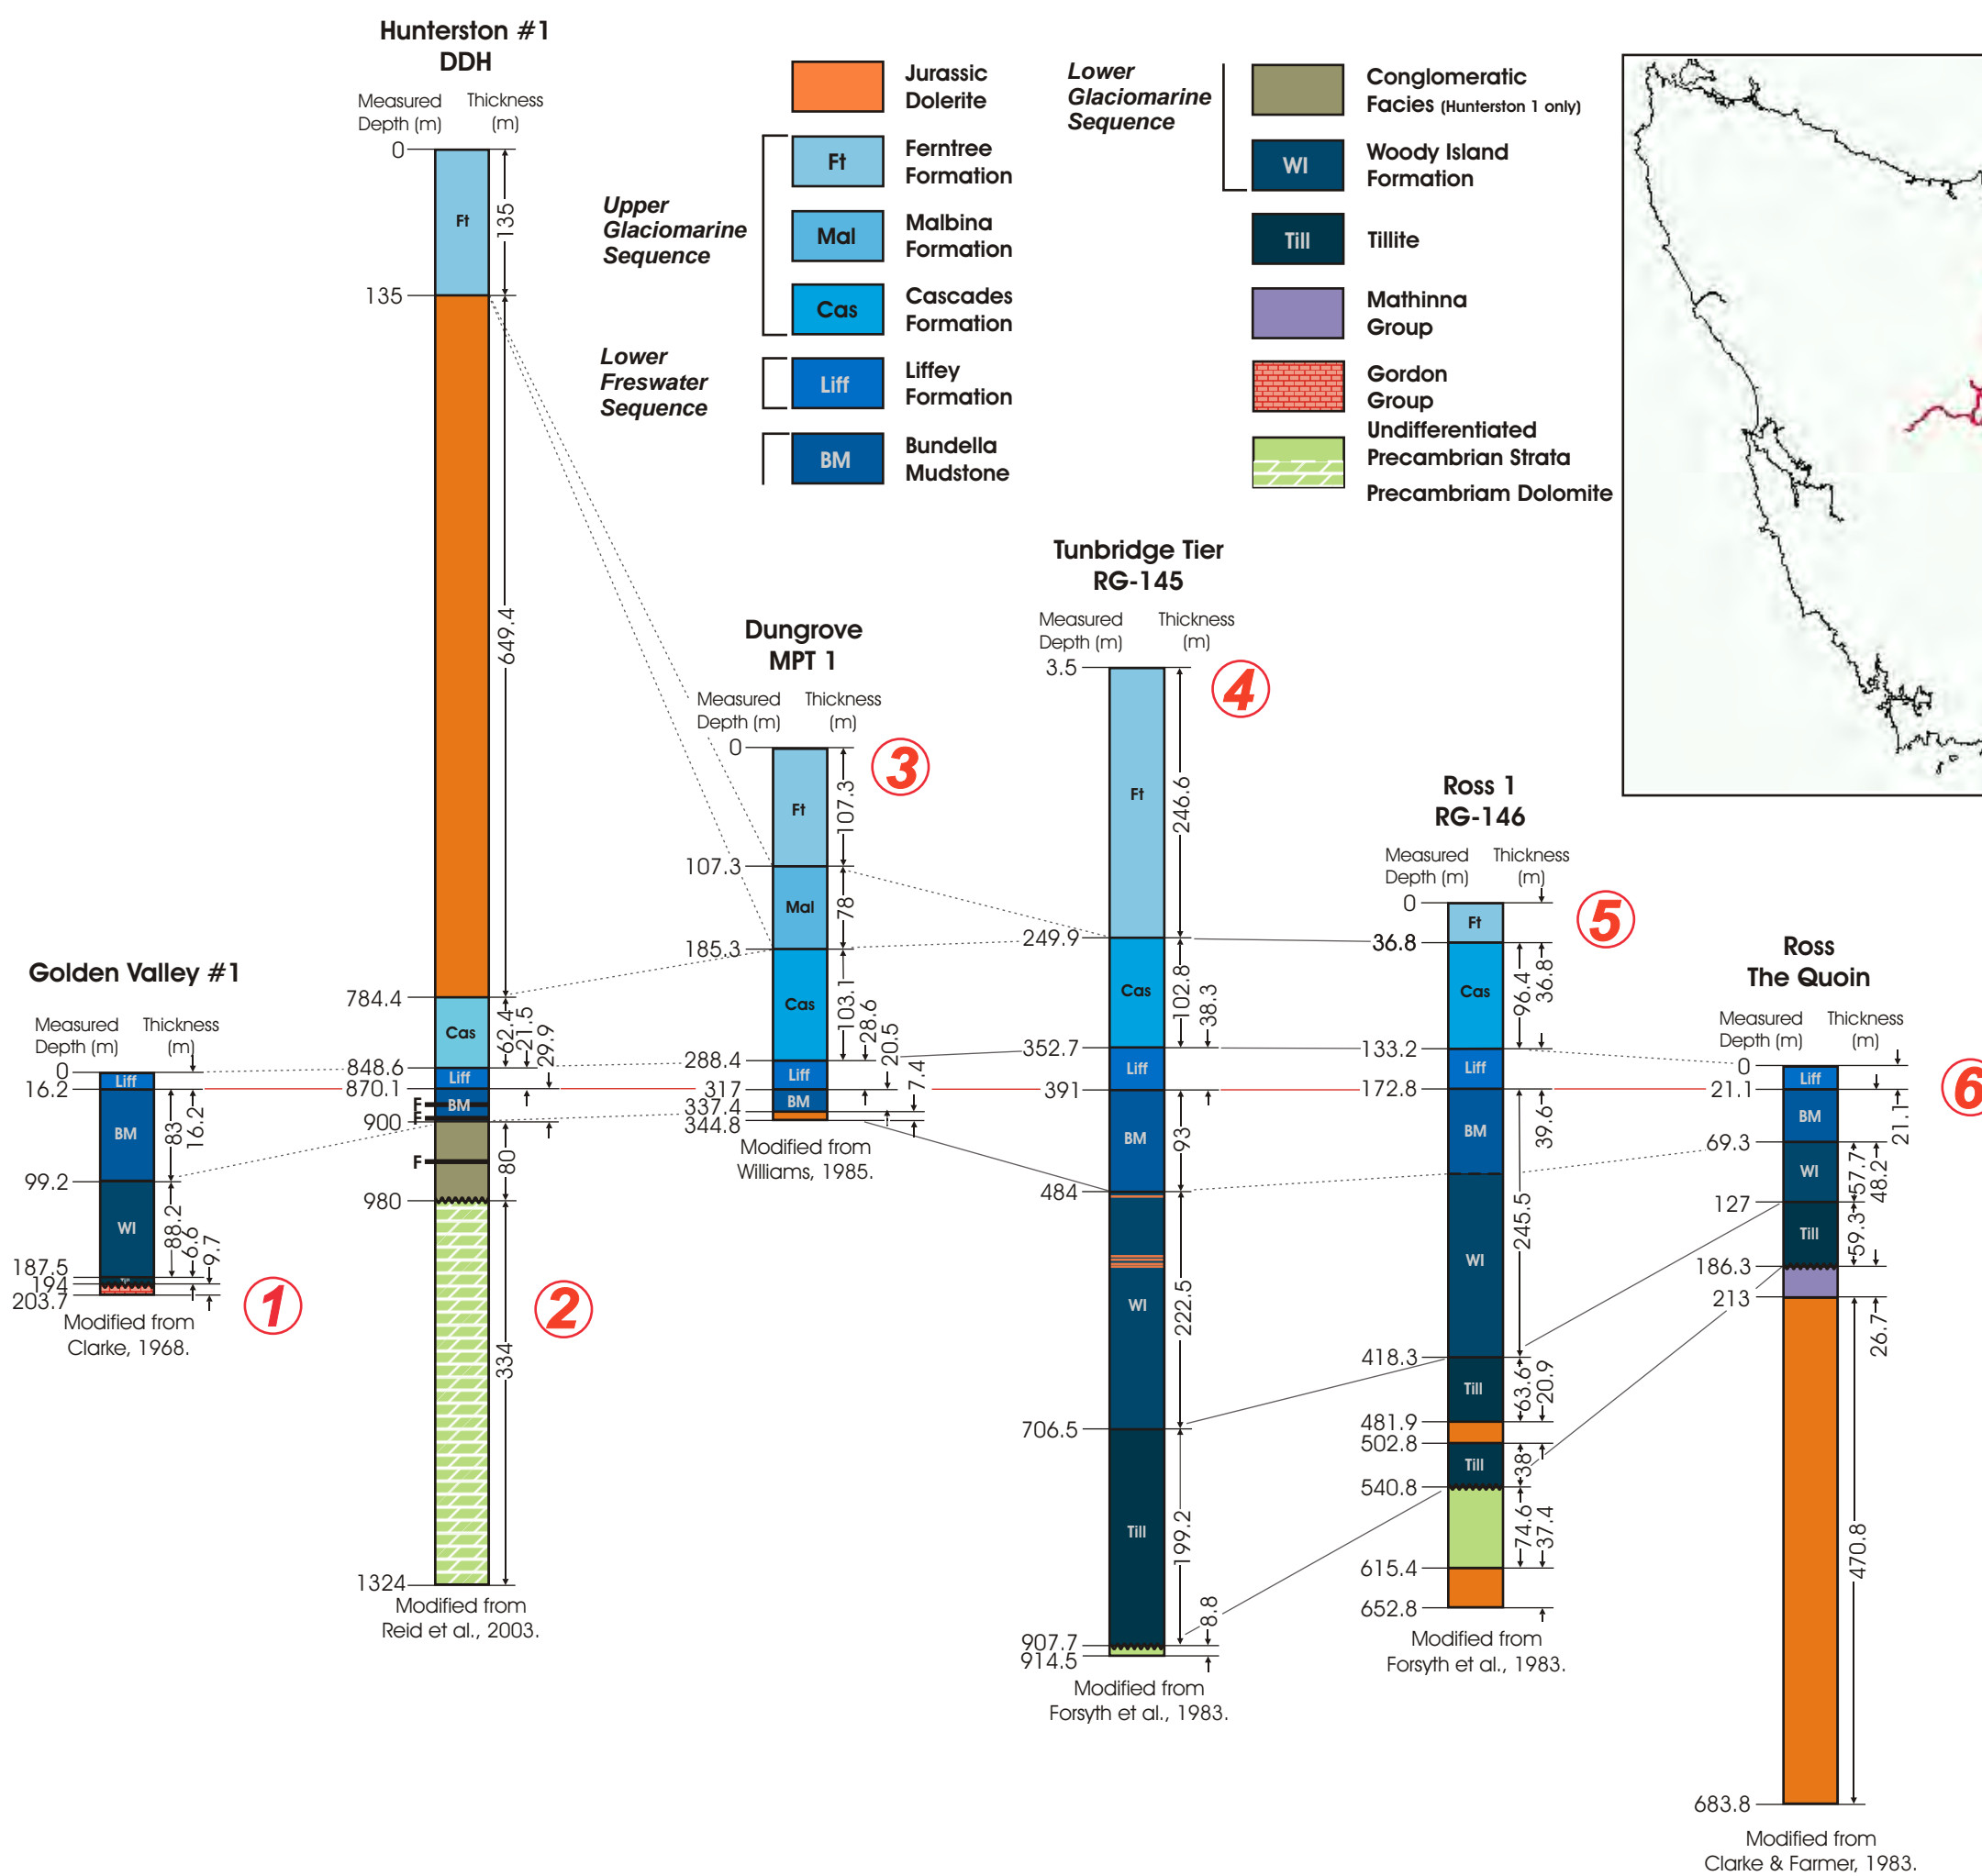 Hunterston #1
DDH
Measured
Depth (m)
Thickness
(m)
0
Ft
135
135
649.4
784.4
Cas
62.4
21.5
29.9
848.6
Liff
870.1
F
BM
F
900
F
80
980
334
1324
Modified from
Reid et al., 2003.
2
Jurassic
Dolerite
Upper
Glaciomarine
Sequence
Ft
Ferntree
Formation
Mal
Malbina
Formation
Cas
Cascades
Formation
Lower
Freswater
Sequence
Liff
Liffey
Formation
BM
Bundella
Mudstone
Lower
Glaciomarine
Sequence
Conglomeratic
Facies (Hunterston 1 only)
WI
Woody Island
Formation
Till
Tillite
Mathinna
Group
Gordon
Group
Undifferentiated
Precambrian Strata
Precambriam Dolomite
Golden Valley #1
Measured
Depth (m)
Thickness
(m)
0
Liff
16.2
BM
83
16.2
99.2
WI
88.2
6.6
9.7
187.5
194
203.7
Modified from
Clarke, 1968.
1
Dungrove
MPT 1
Measured
Depth (m)
Thickness
(m)
0
3
Ft
107.3
107.3
Mal
78
185.3
Cas
103.1
28.6
20.5
7.4
288.4
Liff
317
BM
337.4
344.8
Modified from
Williams, 1985.
Tunbridge Tier
RG-145
Measured
Depth (m)
Thickness
(m)
3.5
4
Ft
246.6
249.9
Cas
102.8
38.3
352.7
Liff
391
BM
93
484
WI
222.5
706.5
Till
199.2
8.8
907.7
914.5
Modified from
Forsyth et al., 1983.
Ross 1
RG-146
Measured
Depth (m)
Thickness
(m)
0
5
Ft
36.8
Cas
96.4
36.8
133.2
Liff
172.8
BM
39.6
WI
245.5
418.3
Till
63.6
20.9
481.9
502.8
Till
38
540.8
74.6
37.4
615.4
652.8
Modified from
Forsyth et al., 1983.
Ross
The Quoin
Measured
Depth (m)
Thickness
(m)
0
Liff
21.1
6
BM
21.1
69.3
WI
57.7
48.2
127
Till
59.3
186.3
213
26.7
470.8
683.8
Modified from
Clarke & Farmer, 1983.